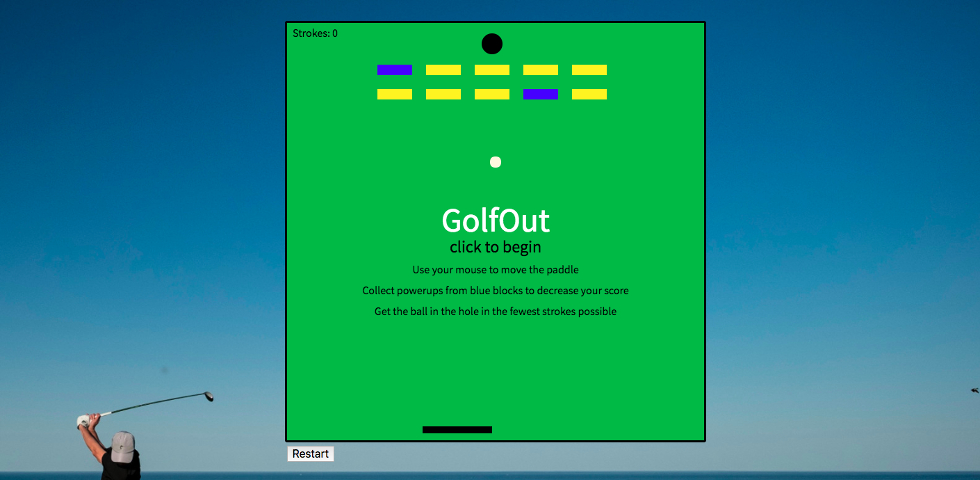 Strokes: 0
GolfOut
click to begin
Use your mouse to move the paddle
Collect powerups from blue blocks to decrease your score
Get the ball in the hole in the fewest strokes possible
Restart